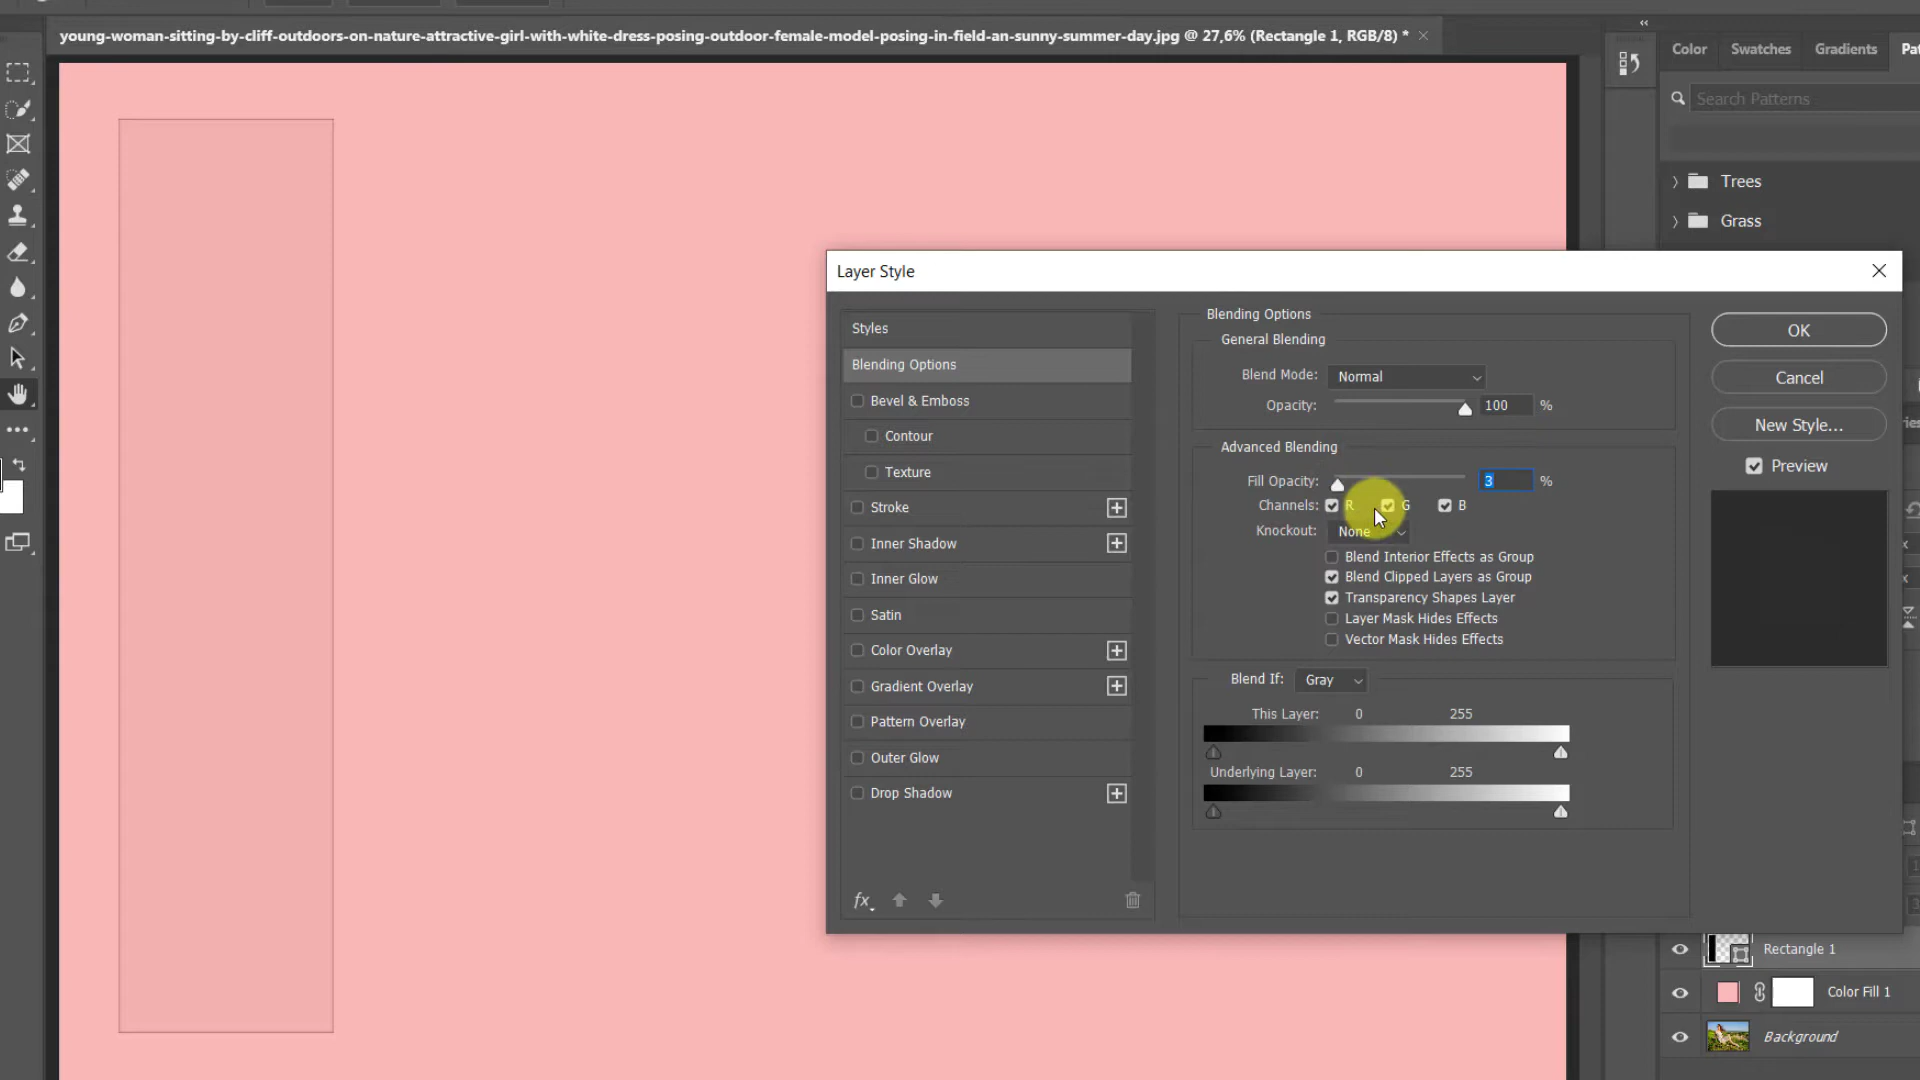 young-woman-sitting-by-cliff-outdoors-on-nature-attractive-girl-with-white-dress-posing-outdoor-female-model-posing-in-field-an-sunny-summer-day.jpg @ 27,6% (Rectangle 1, RGB/8) *
Color Swatches Gradients
Search Patterns
Trees
Grass
Layer Style
Styles
Blending Options
Bevel & Emboss
Contour
Texture
Stroke
Inner Shadow
Inner Glow
Satin
Color Overlay
Gradient Overlay
Pattern Overlay
Outer Glow
Drop Shadow
fx
Blending Options
General Blending
Blend Mode: Normal
Opacity: 100 %
Advanced Blending
Fill Opacity: 3 %
Channels: R G B
Knockout: None
Blend Interior Effects as Group
Blend Clipped Layers as Group
Transparency Shapes Layer
Layer Mask Hides Effects
Vector Mask Hides Effects
Blend If: Gray
This Layer: 0 255
Underlying Layer: 0 255
OK
Cancel
New Style...
Preview
Rectangle 1
Color Fill 1
Background